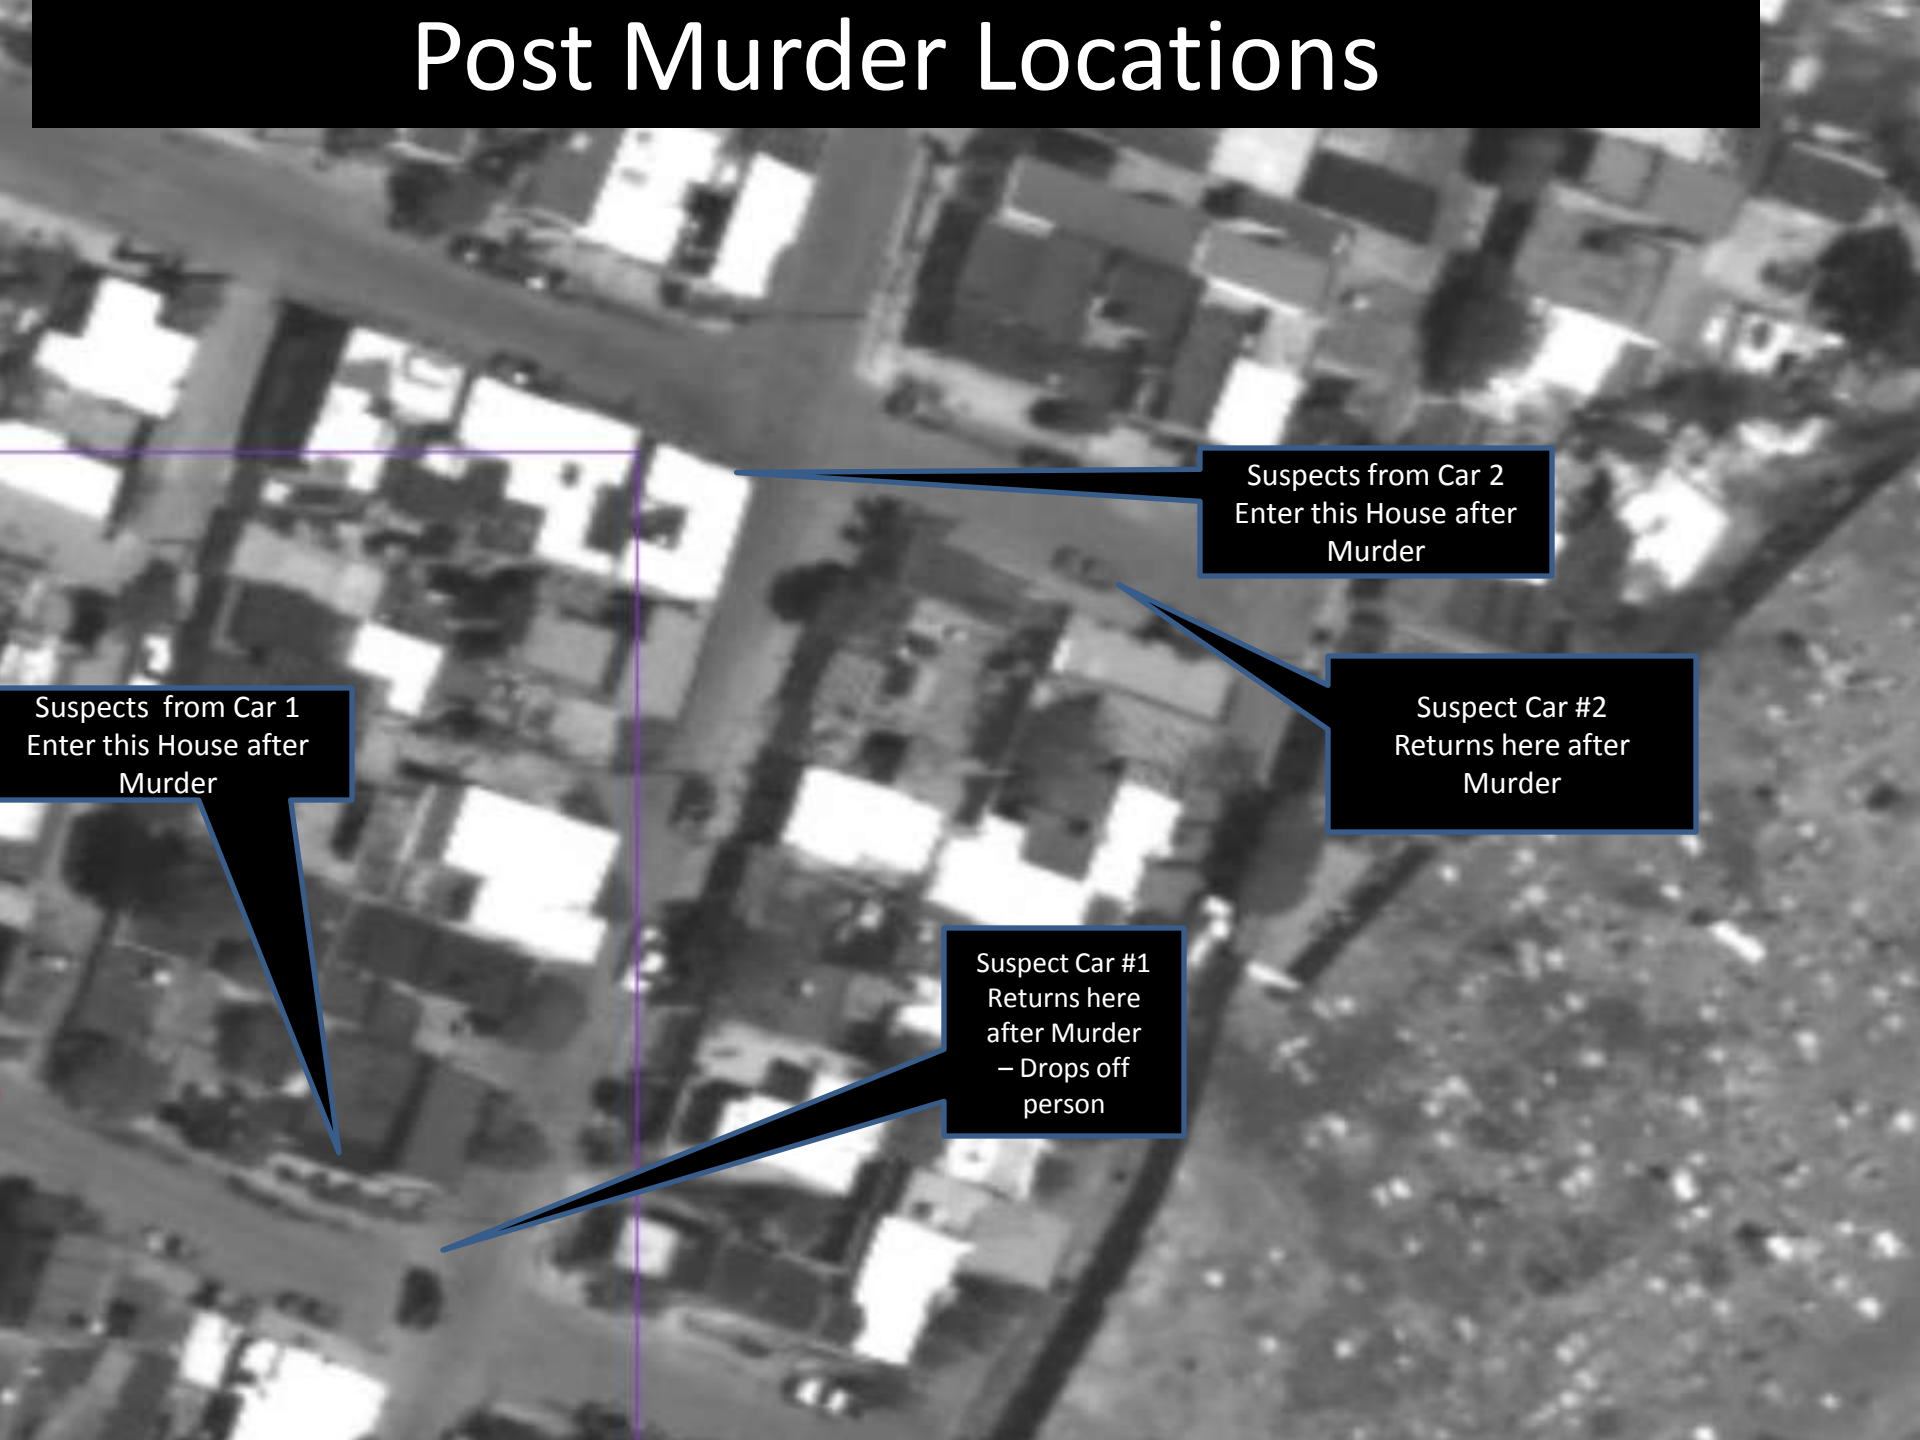 Post Murder Locations
Suspects from Car 2
Enter this House after
Murder
Suspect Car #2
Returns here after
Murder
Suspects from Car 1
Enter this House after
Murder
Suspect Car #1
Returns here
after Murder
– Drops off
person